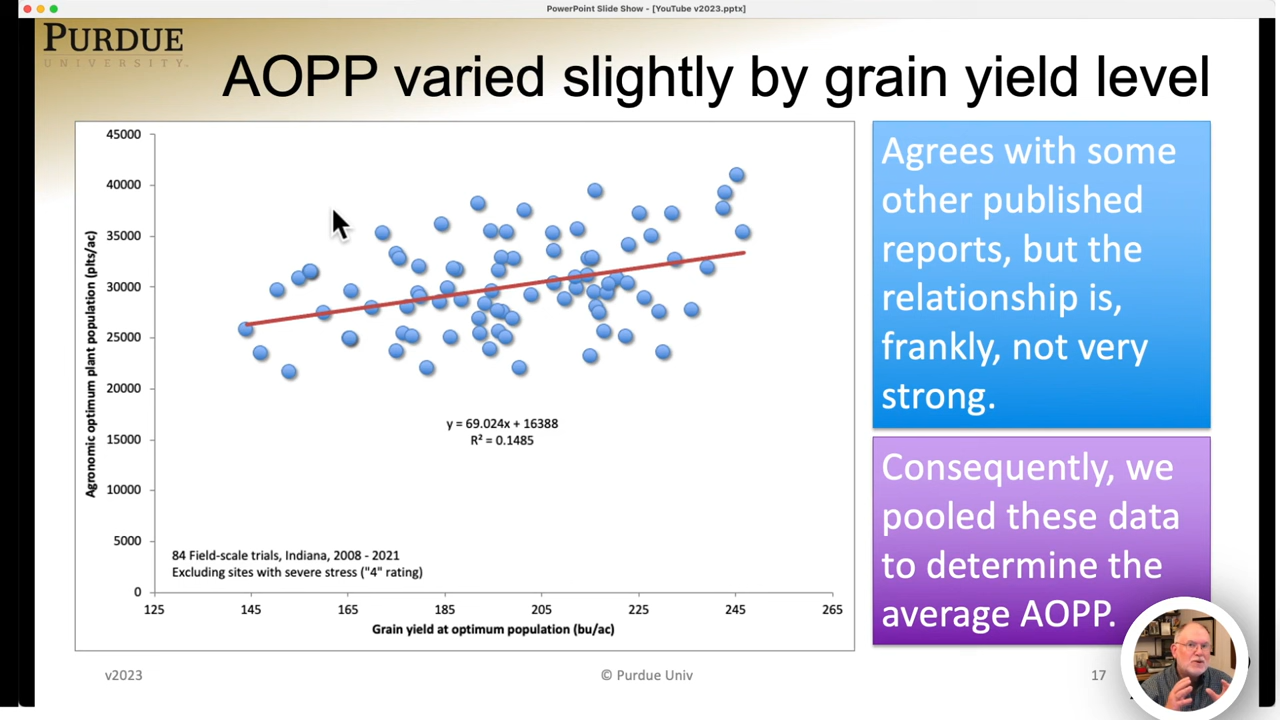 PowerPoint Slide Show - [YouTube v2023.pptx]
PURDUE
UNIVERSITY
AOPP varied slightly by grain yield level
45000
40000
35000
30000
25000
20000
15000
10000
5000
0
Agronomic optimum plant population (plts/ac)
y = 69.024x + 16388
R² = 0.1485
84 Field-scale trials, Indiana, 2008 - 2021
Excluding sites with severe stress ("4" rating)
125 145 165 185 205 225 245 265
Grain yield at optimum population (bu/ac)
Agrees with some
other published
reports, but the
relationship is,
frankly, not very
strong.
Consequently, we
pooled these data
to determine the
average AOPP.
v2023
© Purdue Univ
17